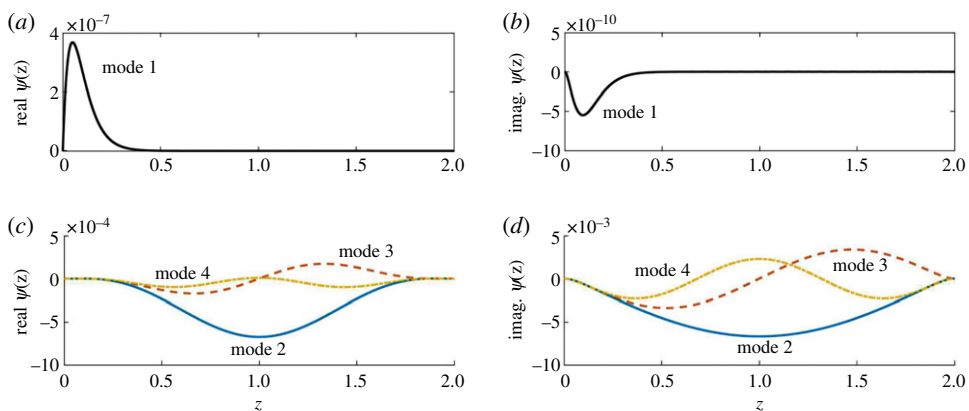 (a)
×10⁻⁷
4
2
0
real ψ(z)
mode 1
0 0.5 1.0 1.5 2.0
(b)
×10⁻¹⁰
5
0
−5
−10
imag. ψ(z)
mode 1
0 0.5 1.0 1.5 2.0
(c)
×10⁻⁴
5
0
−5
−10
real ψ(z)
mode 3
mode 4
mode 2
0 0.5 1.0 1.5 2.0
z
(d)
×10⁻³
5
0
−5
−10
imag. ψ(z)
mode 4
mode 3
mode 2
0 0.5 1.0 1.5 2.0
z